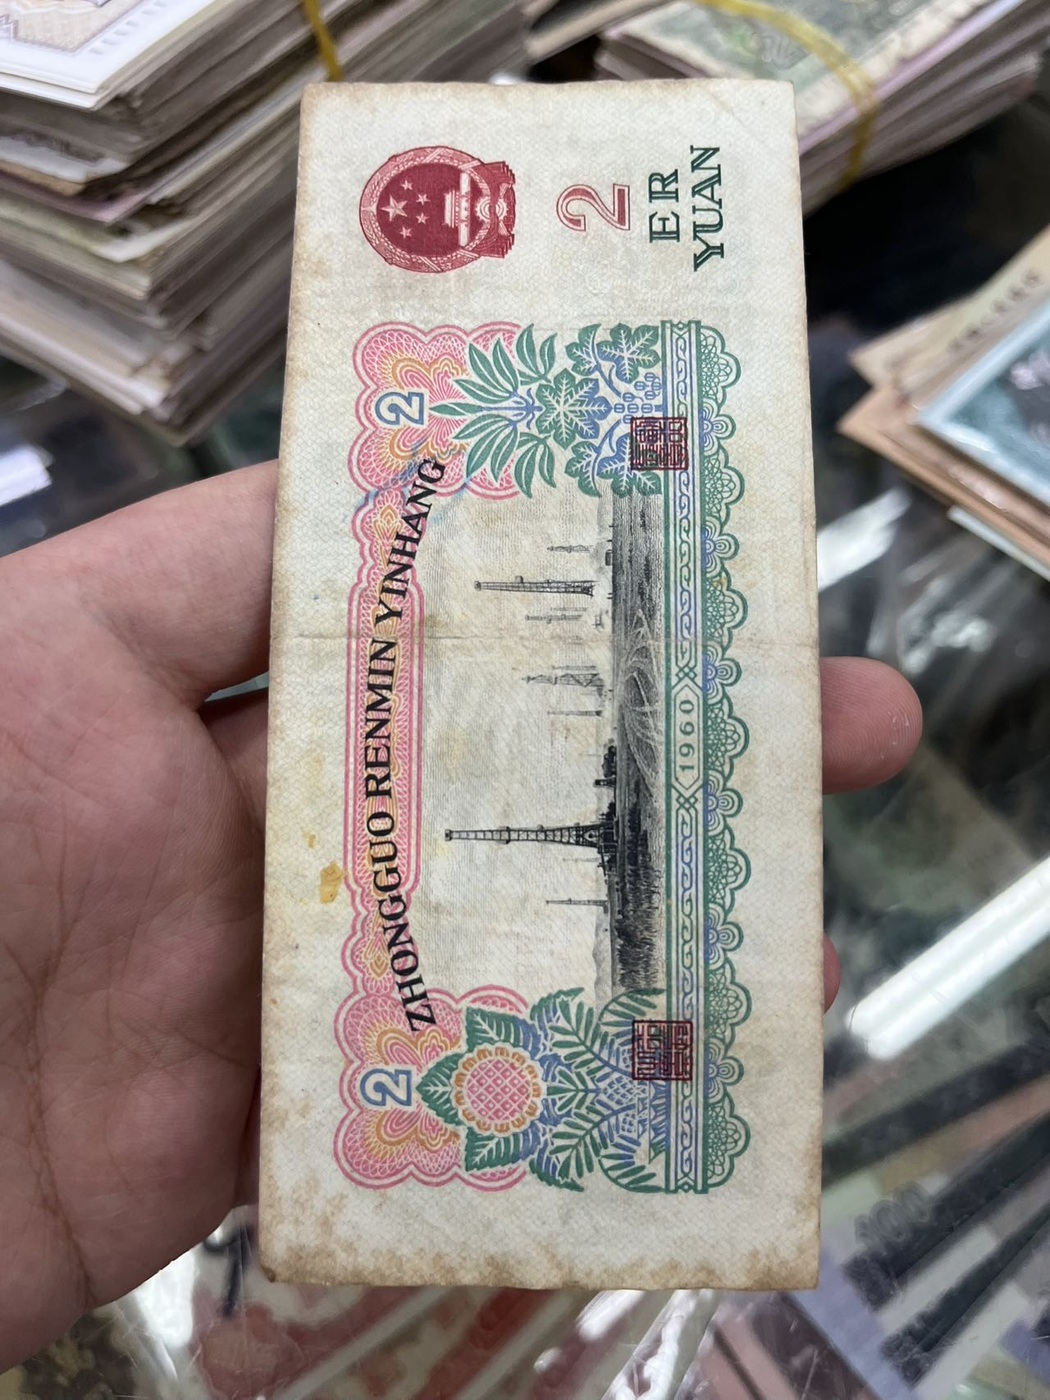 ZHONGGUO RENMIN YINHANG
2
2
2
ER
YUAN
1960